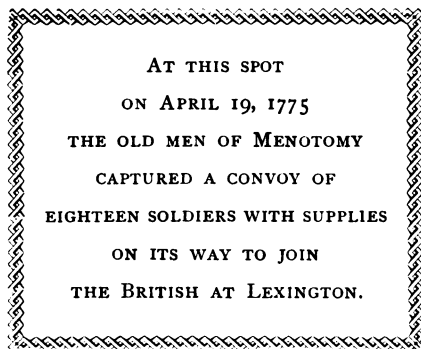 At this spot
on April 19, 1775
the old men of Menotomy
captured a convoy of
eighteen soldiers with supplies
on its way to join
the British at Lexington.